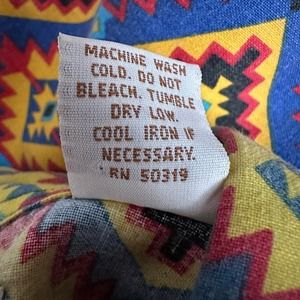 MACHINE WASH
COLD. DO NOT
BLEACH. TUMBLE
DRY LOW.
COOL IRON IF
NECESSARY.
RN 50319